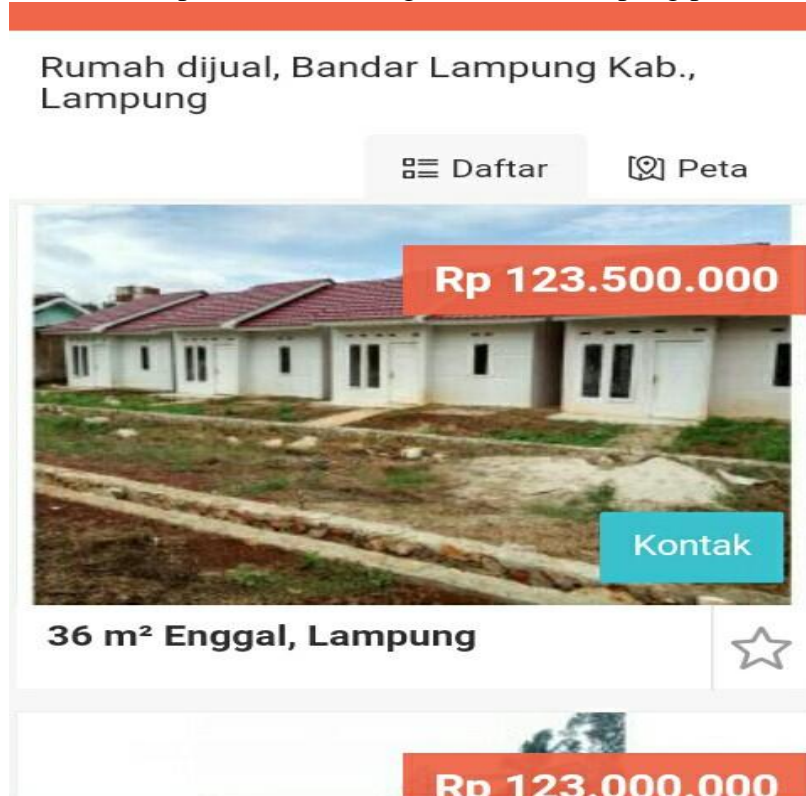 Rumah dijual, Bandar Lampung Kab.,
Lampung
Daftar
Peta
Rp 123.500.000
Kontak
36 m² Enggal, Lampung
Rp 123.000.000